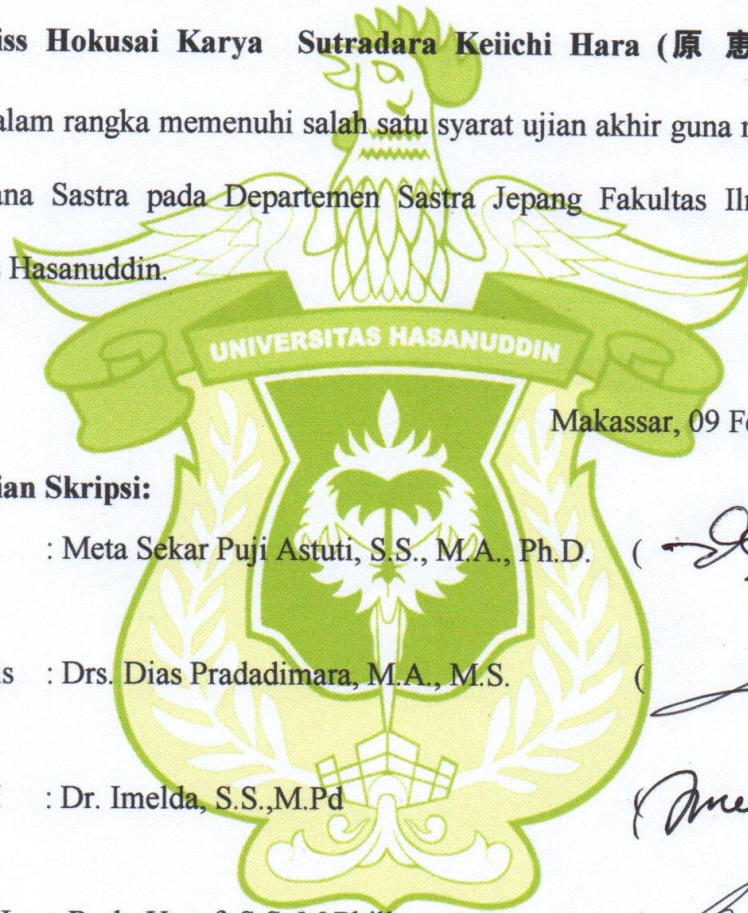 iss Hokusai Karya Sutradara Keiichi Hara (原 恵
alam rangka memenuhi salah satu syarat ujian akhir guna
ana Sastra pada Departemen Sastra Jepang Fakultas
Hasanuddin.
UNIVERSITAS HASANUDDIN
Makassar, 09 Fe
ian Skripsi:
: Meta Sekar Puji Astuti, S.S., M.A., Ph.D. (
s : Drs. Dias Pradadimara, M.A., M.S. (
: Dr. Imelda, S.S.,M.Pd (